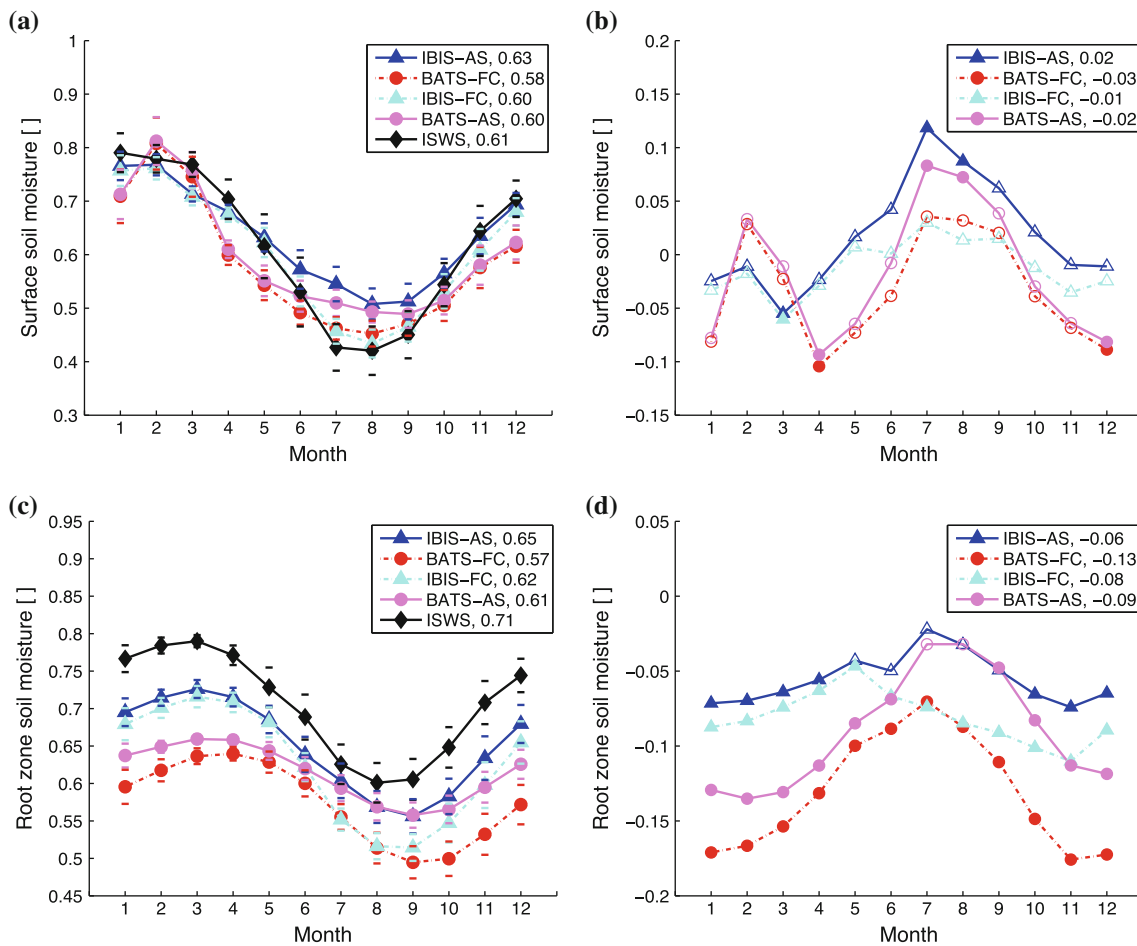 (a)
1
0.9
0.8
0.7
0.6
0.5
0.4
0.3
Surface soil moisture [ ]
1 2 3 4 5 6 7 8 9 10 11 12
Month
IBIS−AS, 0.63
BATS−FC, 0.58
IBIS−FC, 0.60
BATS−AS, 0.60
ISWS, 0.61
(b)
0.2
0.15
0.1
0.05
0
−0.05
−0.1
−0.15
Surface soil moisture [ ]
1 2 3 4 5 6 7 8 9 10 11 12
Month
IBIS−AS, 0.02
BATS−FC, −0.03
IBIS−FC, −0.01
BATS−AS, −0.02
(c)
0.95
0.9
0.85
0.8
0.75
0.7
0.65
0.6
0.55
0.5
0.45
Root zone soil moisture [ ]
1 2 3 4 5 6 7 8 9 10 11 12
Month
IBIS−AS, 0.65
BATS−FC, 0.57
IBIS−FC, 0.62
BATS−AS, 0.61
ISWS, 0.71
(d)
0.05
0
−0.05
−0.1
−0.15
−0.2
Root zone soil moisture [ ]
1 2 3 4 5 6 7 8 9 10 11 12
Month
IBIS−AS, −0.06
BATS−FC, −0.13
IBIS−FC, −0.08
BATS−AS, −0.09